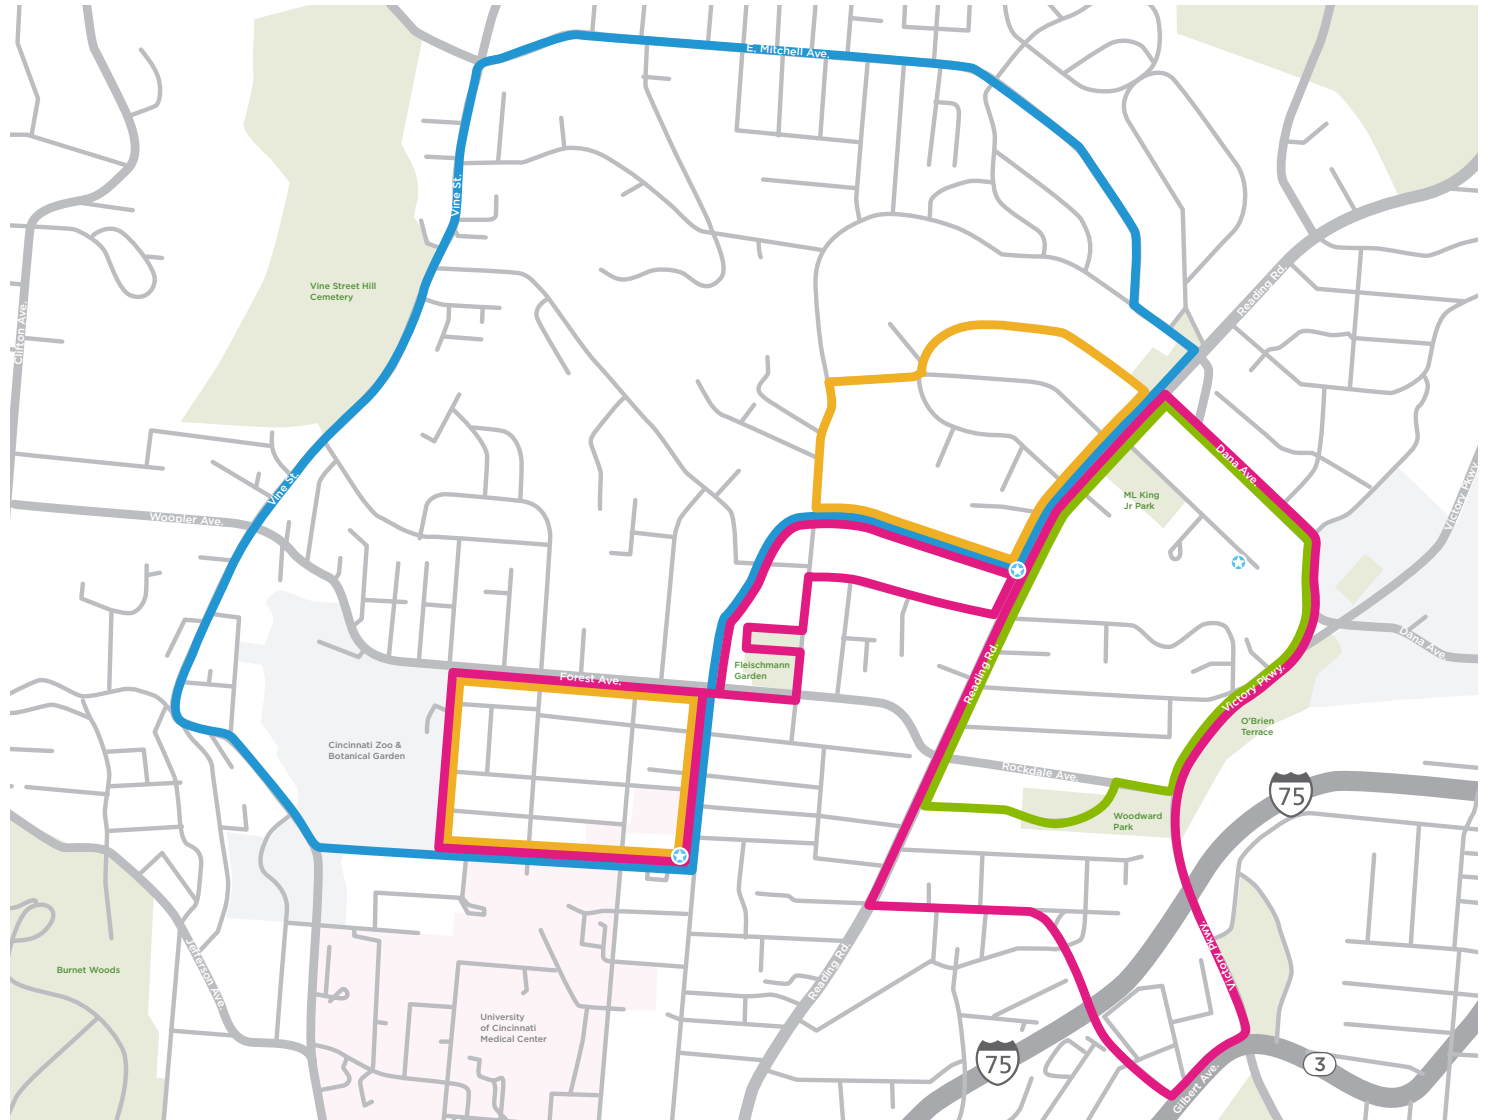 E. Mitchell Ave.
Vine St.
Reading Rd.
Vine Street Hill
Cemetery
Clifton Ave.
Dana Ave.
Vine St.
ML King
Jr Park
Victory Pkwy
Woopler Ave.
Dana Ave.
Fleischmann
Garden
Forest Ave.
Reading Rd.
Victory Pkwy.
O'Brien
Terrace
Cincinnati Zoo &
Botanical Garden
Rockdale Ave.
75
Woodward
Park
Victory Pkwy.
Jefferson Ave.
Burnet Woods
Reading Rd.
University
of Cincinnati
Medical Center
75
3
Gilbert Ave.